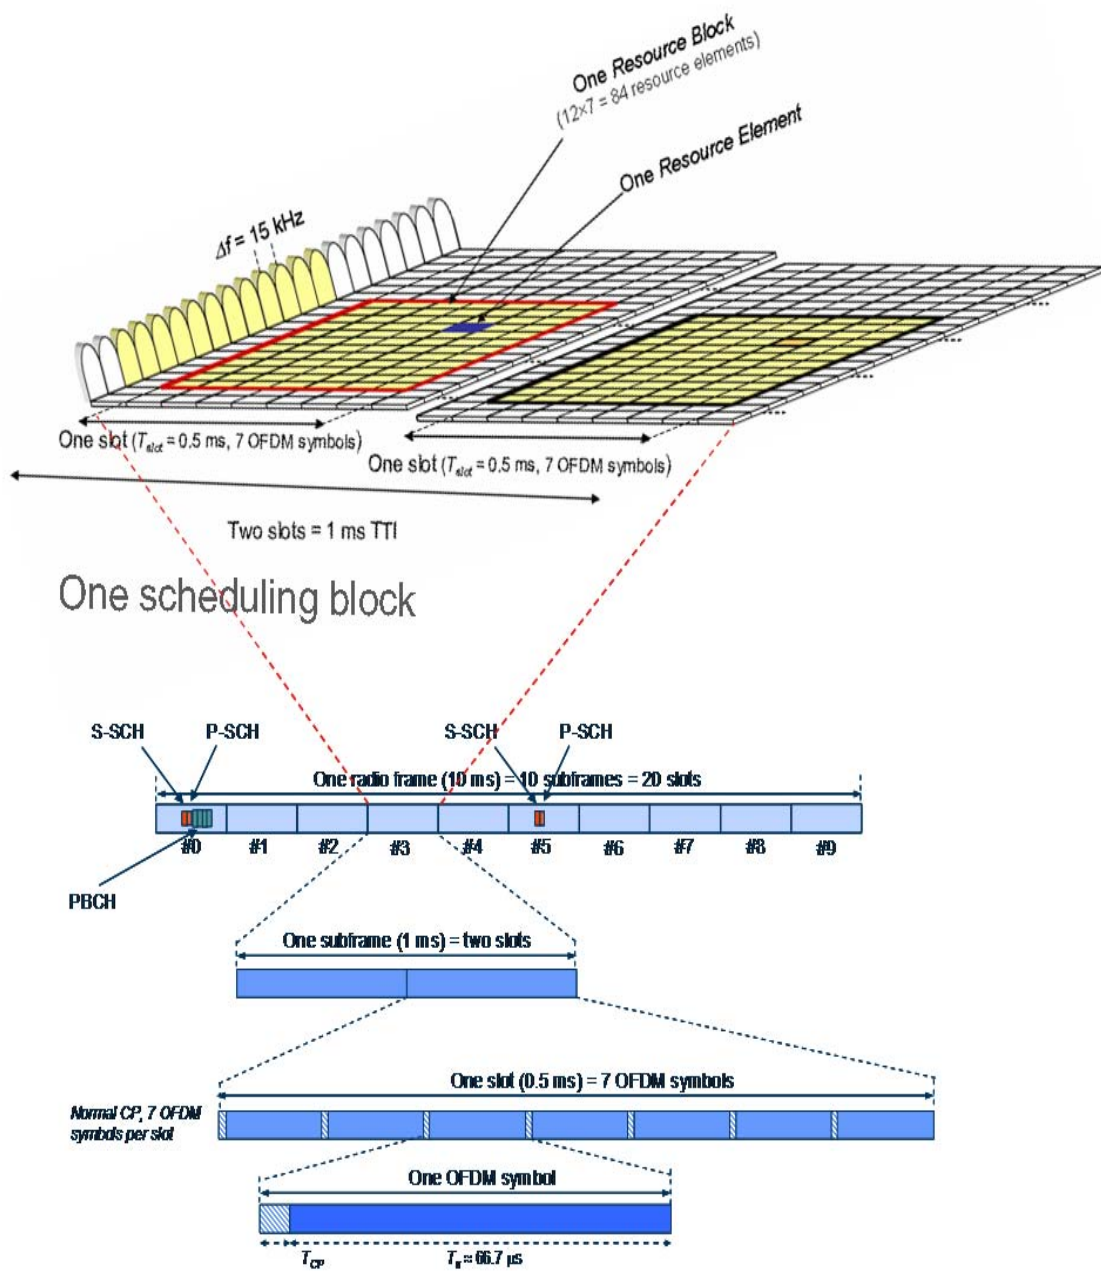 One Resource Block
(12×7 = 84 resource elements)
One Resource Element
Δf = 15 kHz
One slot (Tslot = 0.5 ms, 7 OFDM symbols)
One slot (Tslot = 0.5 ms, 7 OFDM symbols)
Two slots = 1 ms TTI
One scheduling block
S-SCH P-SCH S-SCH P-SCH
One radio frame (10 ms) = 10 subframes = 20 slots
#0 #1 #2 #3 #4 #5 #6 #7 #8 #9
PBCH
One subframe (1 ms) = two slots
One slot (0.5 ms) = 7 OFDM symbols
Normal CP, 7 OFDM
symbols per slot
One OFDM symbol
TCP Tu ≈ 66.7 μs